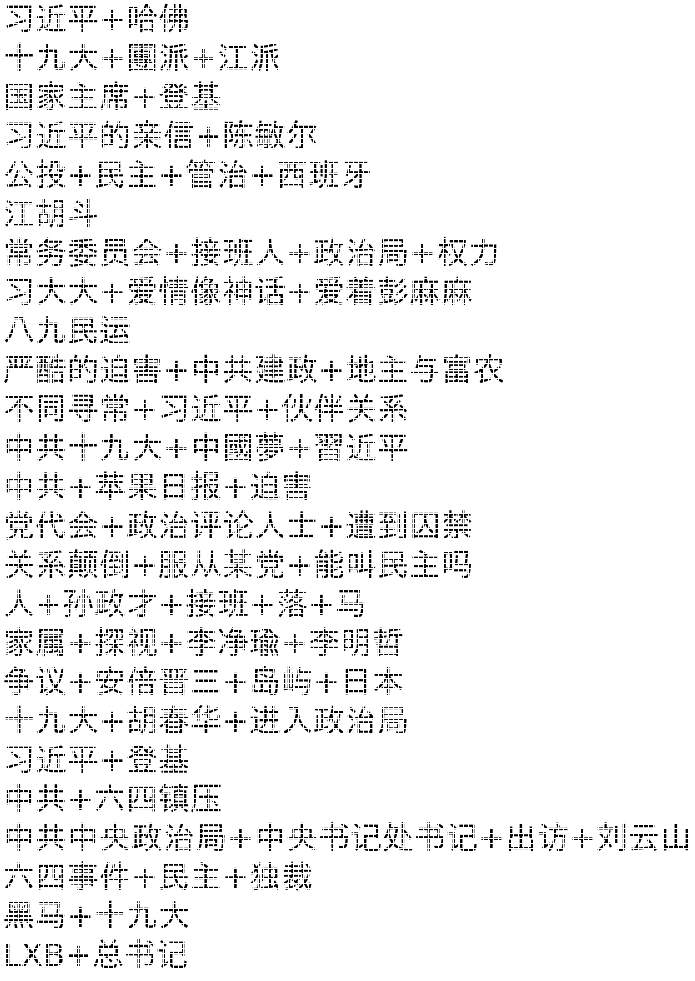 习近平+哈佛
十九大+團派+江派
国家主席+登基
习近平的亲信+陈敏尔
公投+民主+管治+西班牙
江胡斗
常务委员会+接班人+政治局+权力
习大大+爱情像神话+爱着彭麻麻
八九民运
严酷的迫害+中共建政+地主与富农
不同寻常+习近平+伙伴关系
中共十九大+中國夢+習近平
中共+苹果日报+迫害
党代会+政治评论人士+遭到囚禁
关系颠倒+服从某党+能叫民主吗
人+孙政才+接班+落+马
家属+探视+李净瑜+李明哲
争议+安倍晋三+岛屿+日本
十九大+胡春华+进入政治局
习近平+登基
中共+六四镇压
中共中央政治局+中央书记处书记+出访+刘云山
六四事件+民主+独裁
黑马+十九大
LXB+总书记